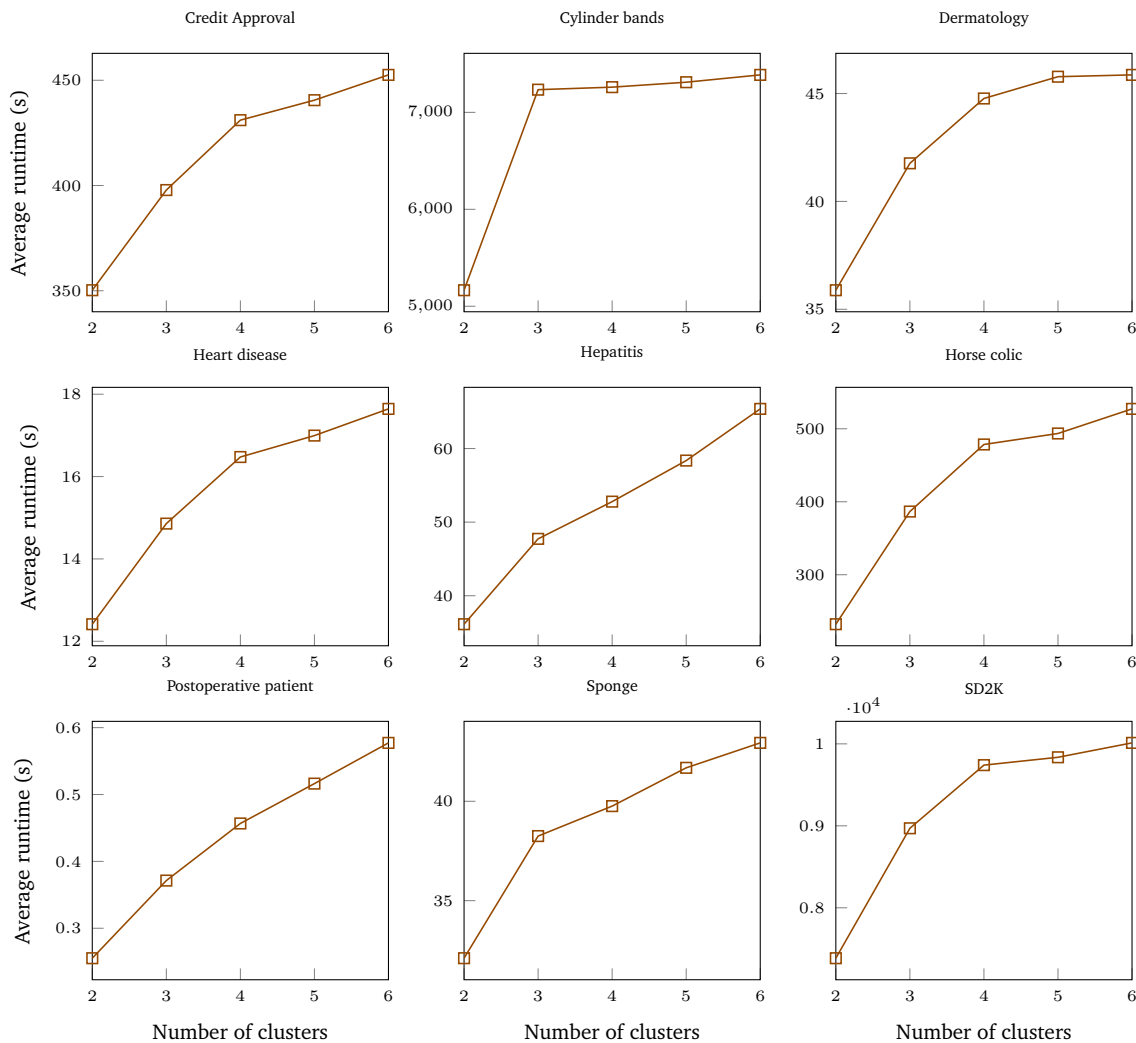 Credit Approval
Cylinder bands
Dermatology
Average runtime (s)
450
400
350
2 3 4 5 6
7,000
6,000
5,000
2 3 4 5 6
45
40
35
2 3 4 5 6
Heart disease
Hepatitis
Horse colic
Average runtime (s)
18
16
14
12
2 3 4 5 6
60
50
40
2 3 4 5 6
500
400
300
2 3 4 5 6
Postoperative patient
Sponge
SD2K
Average runtime (s)
0.6
0.5
0.4
0.3
2 3 4 5 6
40
35
2 3 4 5 6
·10⁴
1
0.9
0.8
2 3 4 5 6
Number of clusters
Number of clusters
Number of clusters